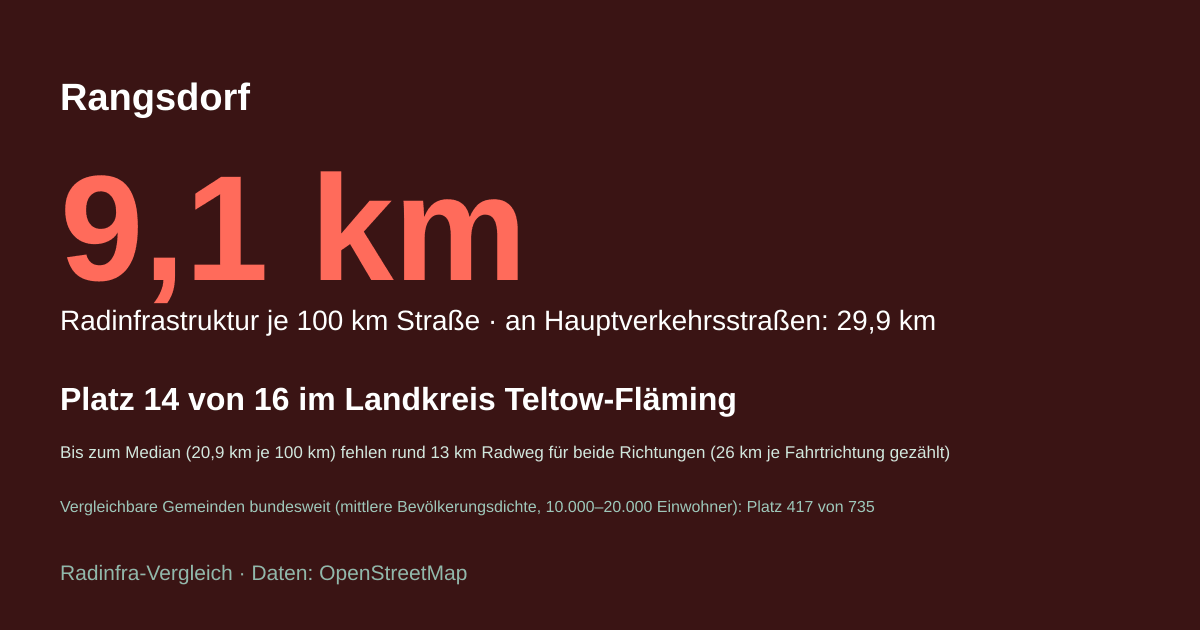 Rangsdorf
9,1 km
Radinfrastruktur je 100 km Straße · an Hauptverkehrsstraßen: 29,9 km
Platz 14 von 16 im Landkreis Teltow-Fläming
Bis zum Median (20,9 km je 100 km) fehlen rund 13 km Radweg für beide Richtungen (26 km je Fahrtrichtung gezählt)
Vergleichbare Gemeinden bundesweit (mittlere Bevölkerungsdichte, 10.000–20.000 Einwohner): Platz 417 von 735
Radinfra-Vergleich · Daten: OpenStreetMap